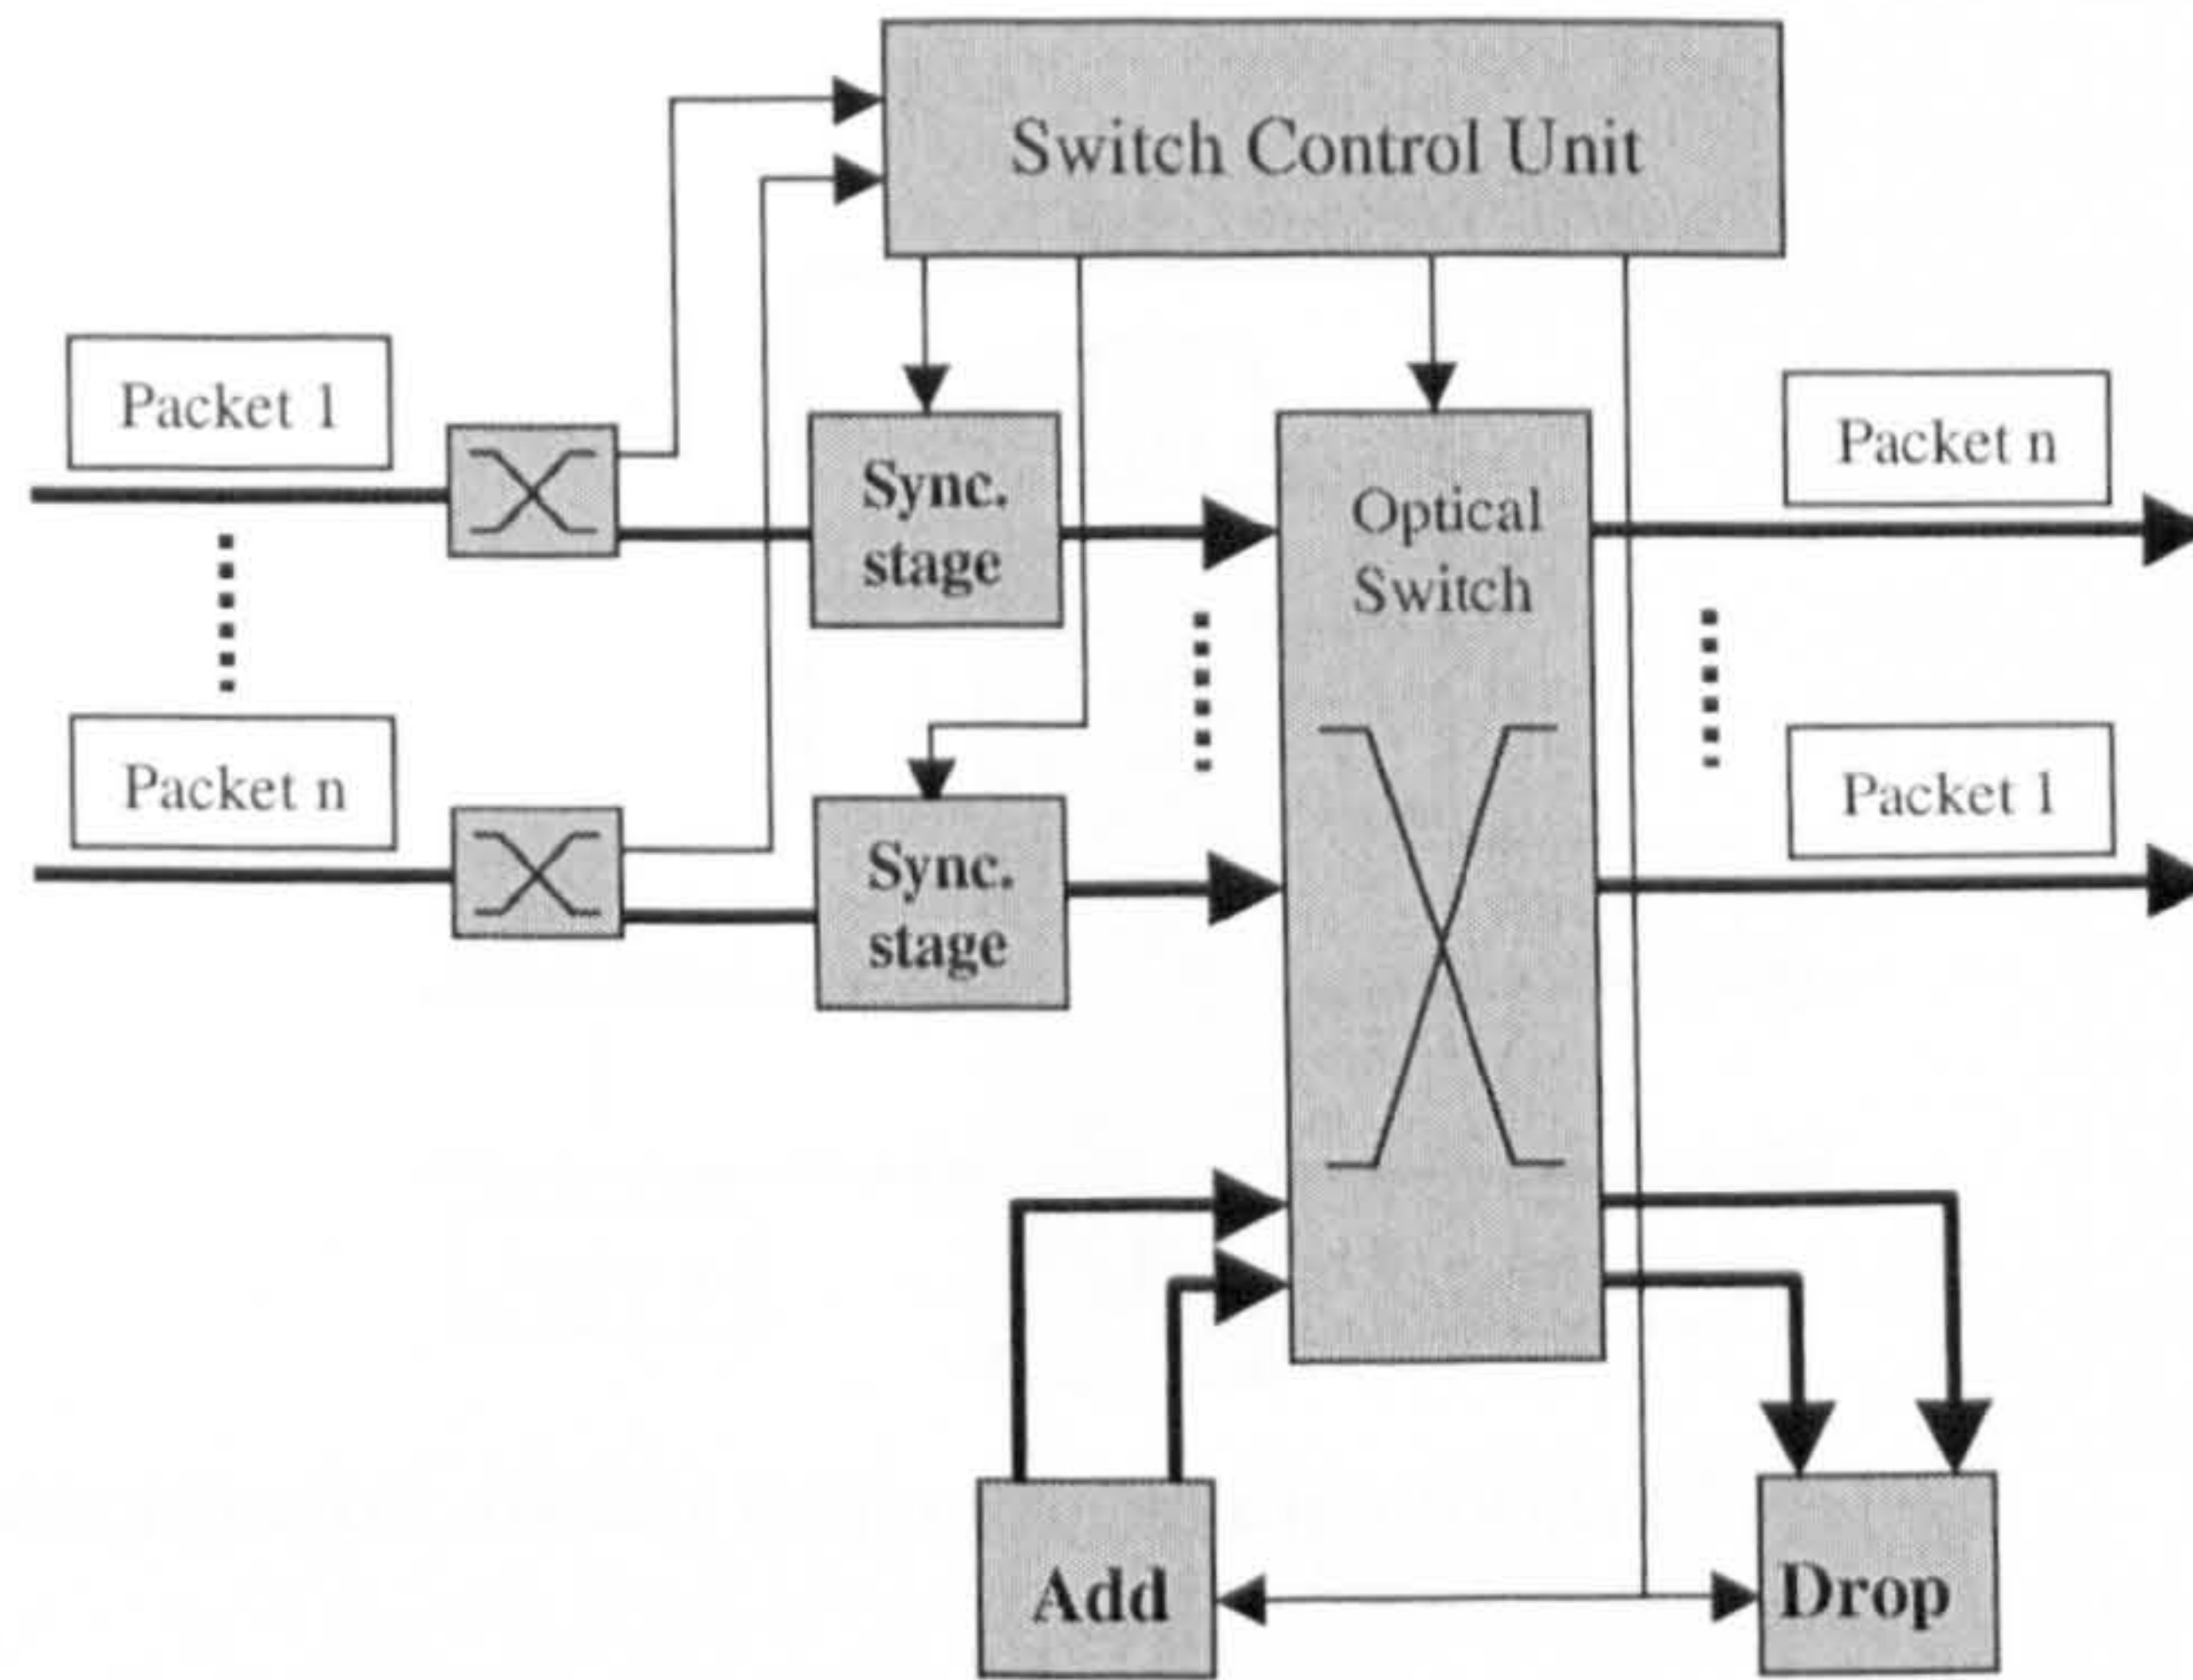 Switch Control Unit
Packet 1
Packet n
Sync.
stage
Optical
Switch
Packet n
Sync.
stage
Packet 1
Add
Drop